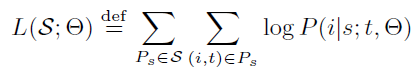 L(𝒮; Θ) ≝ ∑_{P_s∈𝒮} ∑_{(i,t)∈P_s} log P(i|s; t, Θ)